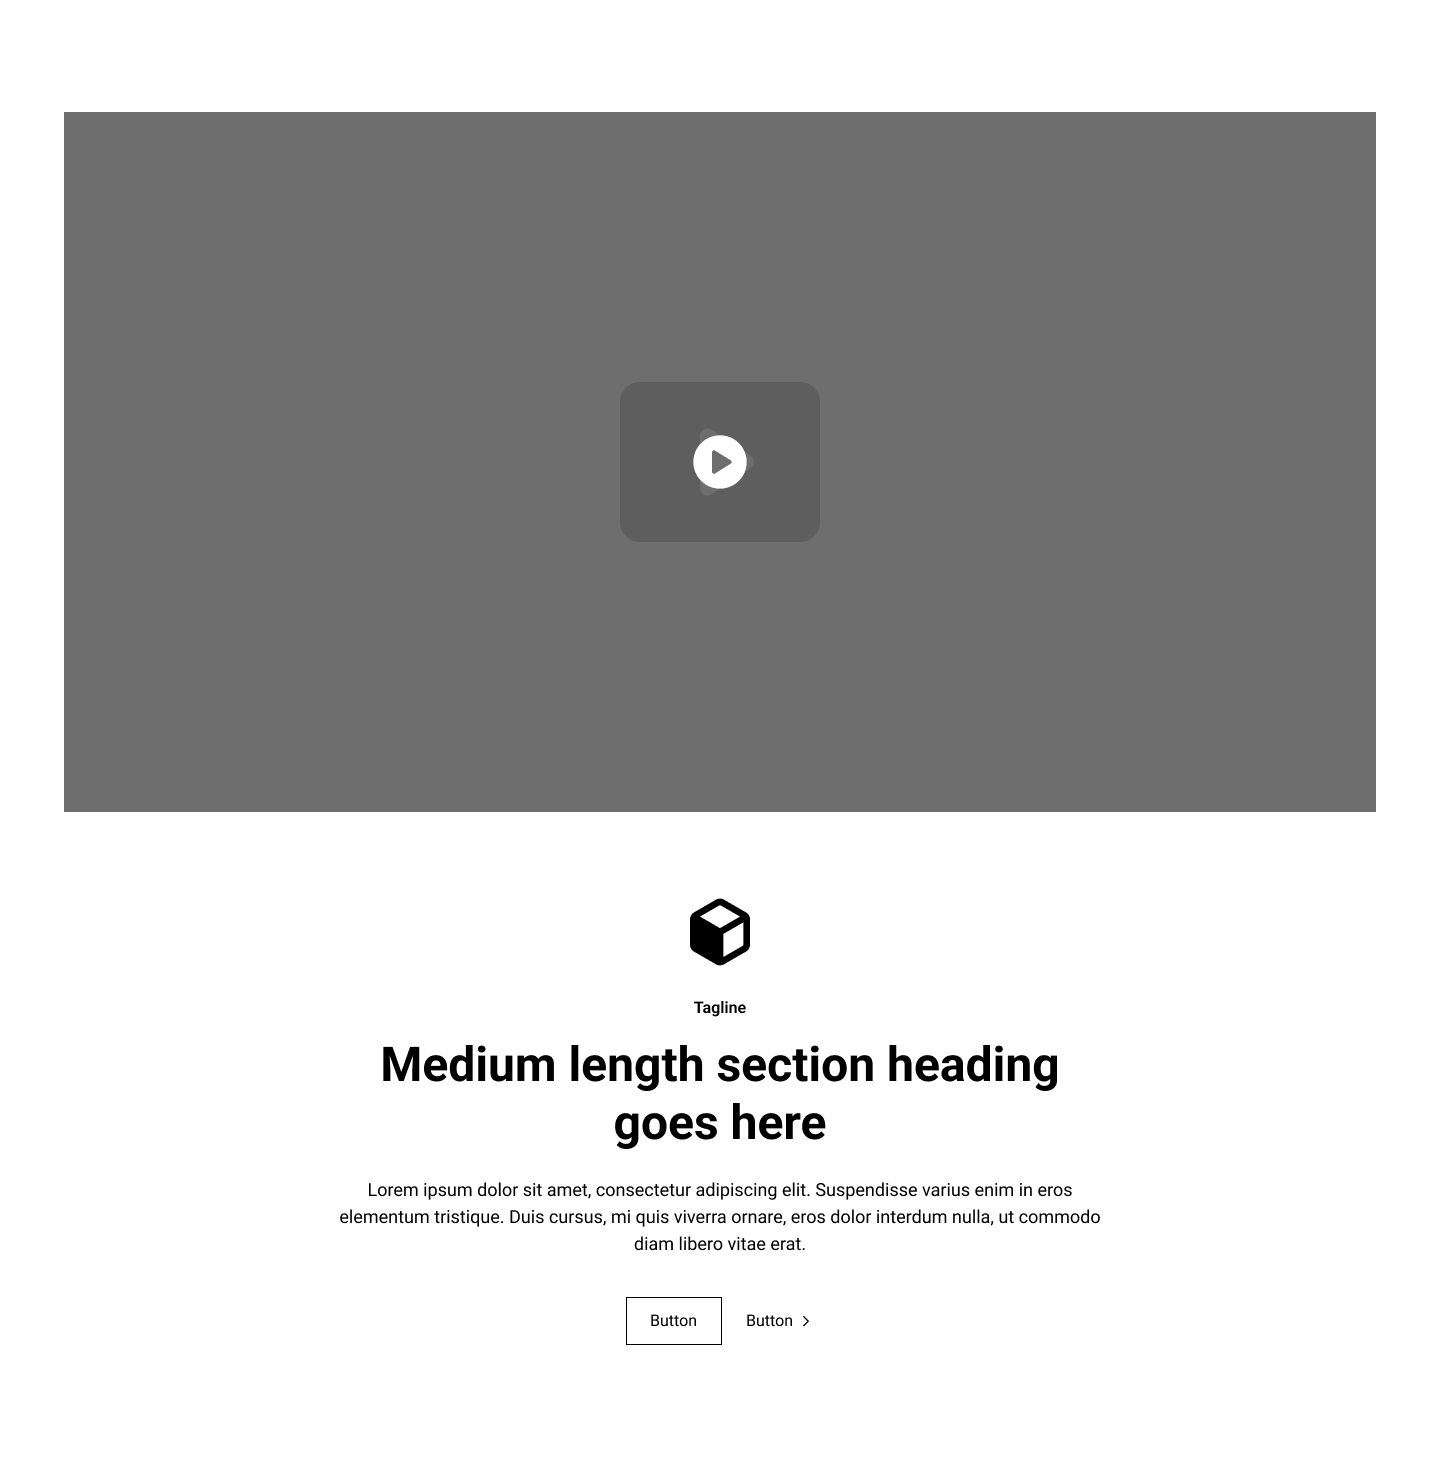 Tagline
Medium length section heading
goes here
Lorem ipsum dolor sit amet, consectetur adipiscing elit. Suspendisse varius enim in eros
elementum tristique. Duis cursus, mi quis viverra ornare, eros dolor interdum nulla, ut commodo
diam libero vitae erat.
Button
Button